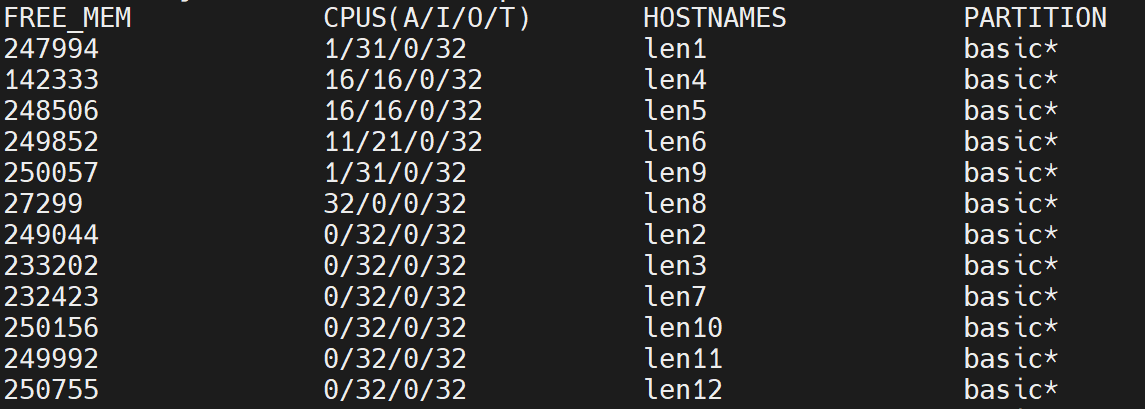 FREE_MEM CPUS(A/I/O/T) HOSTNAMES PARTITION
247994 1/31/0/32 len1 basic*
142333 16/16/0/32 len4 basic*
248506 16/16/0/32 len5 basic*
249852 11/21/0/32 len6 basic*
250057 1/31/0/32 len9 basic*
27299 32/0/0/32 len8 basic*
249044 0/32/0/32 len2 basic*
233202 0/32/0/32 len3 basic*
232423 0/32/0/32 len7 basic*
250156 0/32/0/32 len10 basic*
249992 0/32/0/32 len11 basic*
250755 0/32/0/32 len12 basic*